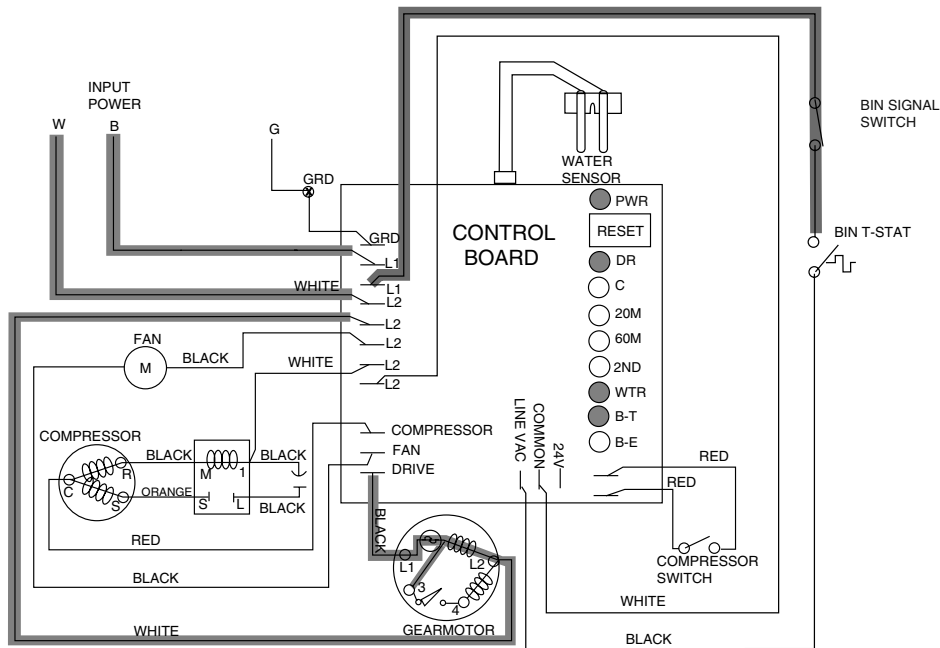 INPUT
POWER
W
B
G
GRD
BIN SIGNAL
SWITCH
WATER
SENSOR
PWR
RESET
CONTROL
BOARD
BIN T-STAT
GRD
L1
DR
WHITE
L1
C
L2
20M
L2
FAN
60M
M
BLACK
L2
WHITE
L2
2ND
L2
WTR
B-T
B-E
LINE VAC
COMMON
24V
COMPRESSOR
COMPRESSOR
FAN
DRIVE
BLACK
BLACK
R
M
1
C
S
ORANGE
S
L
BLACK
RED
RED
RED
BLACK
COMPRESSOR
SWITCH
L1
L2
3
4
BLACK
WHITE
WHITE
GEARMOTOR
BLACK